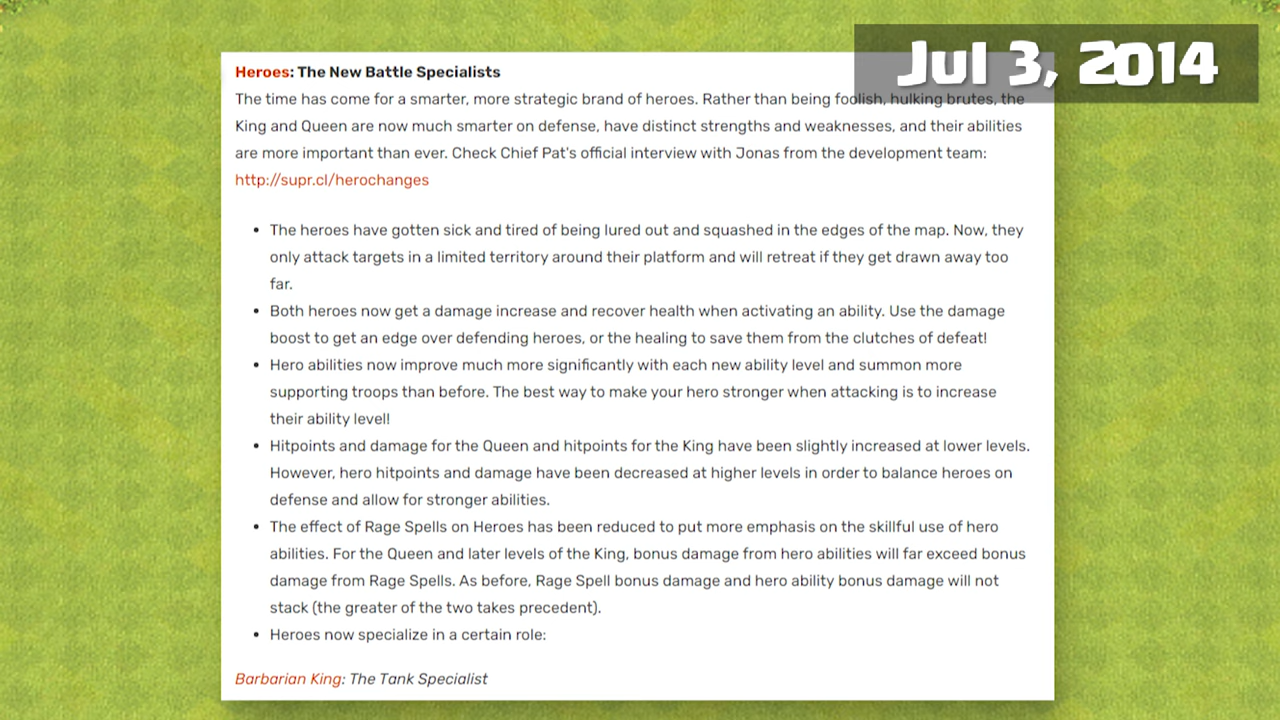 Jul 3, 2014
Heroes: The New Battle Specialists
The time has come for a smarter, more strategic brand of heroes. Rather than being foolish, hulking brutes, the
King and Queen are now much smarter on defense, have distinct strengths and weaknesses, and their abilities
are more important than ever. Check Chief Pat's official interview with Jonas from the development team:
http://supr.cl/herochanges
• The heroes have gotten sick and tired of being lured out and squashed in the edges of the map. Now, they
only attack targets in a limited territory around their platform and will retreat if they get drawn away too
far.
• Both heroes now get a damage increase and recover health when activating an ability. Use the damage
boost to get an edge over defending heroes, or the healing to save them from the clutches of defeat!
• Hero abilities now improve much more significantly with each new ability level and summon more
supporting troops than before. The best way to make your hero stronger when attacking is to increase
their ability level!
• Hitpoints and damage for the Queen and hitpoints for the King have been slightly increased at lower levels.
However, hero hitpoints and damage have been decreased at higher levels in order to balance heroes on
defense and allow for stronger abilities.
• The effect of Rage Spells on Heroes has been reduced to put more emphasis on the skillful use of hero
abilities. For the Queen and later levels of the King, bonus damage from hero abilities will far exceed bonus
damage from Rage Spells. As before, Rage Spell bonus damage and hero ability bonus damage will not
stack (the greater of the two takes precedent).
• Heroes now specialize in a certain role:
Barbarian King: The Tank Specialist